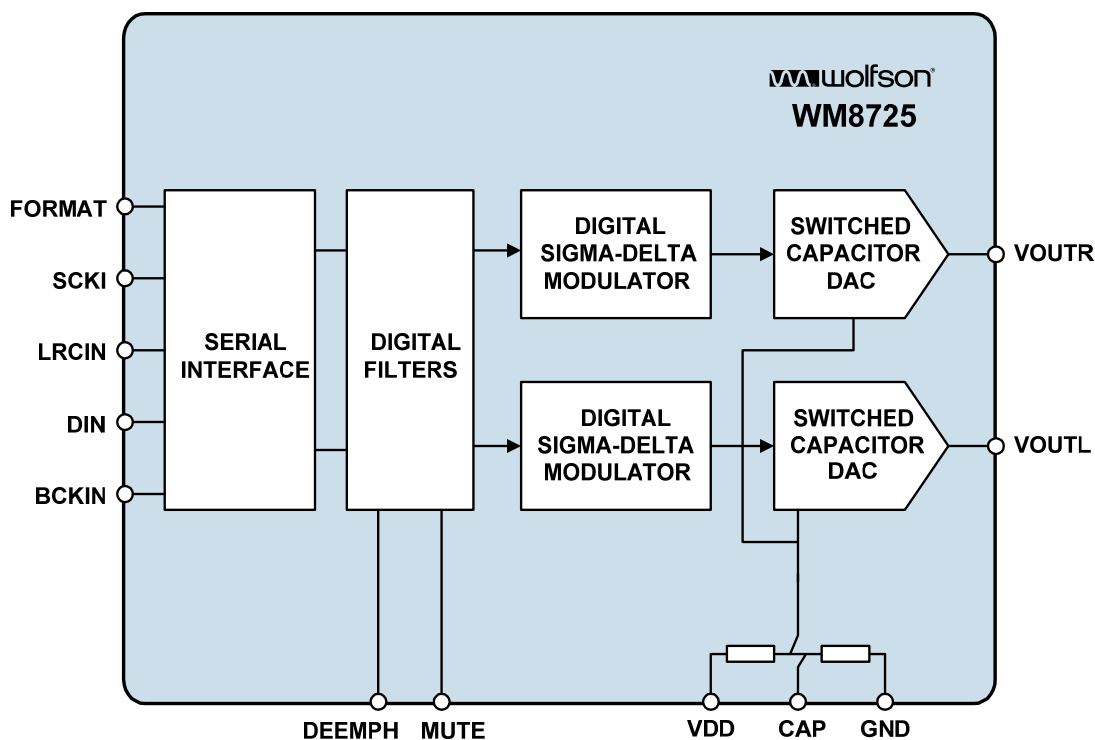 wolfson®
WM8725
FORMAT
SCKI
LRCIN
DIN
BCKIN
SERIAL
INTERFACE
DIGITAL
FILTERS
DIGITAL
SIGMA-DELTA
MODULATOR
SWITCHED
CAPACITOR
DAC
VOUTR
DIGITAL
SIGMA-DELTA
MODULATOR
SWITCHED
CAPACITOR
DAC
VOUTL
DEEMPH
MUTE
VDD
CAP
GND